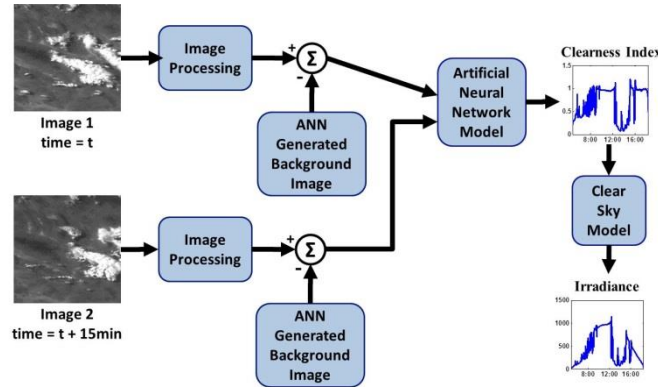 Image 1
time = t
Image
Processing
+
Σ
-
ANN
Generated
Background
Image
Image 2
time = t + 15min
Image
Processing
+
Σ
-
ANN
Generated
Background
Image
Artificial
Neural
Network
Model
Clearness Index
1.5
1
0.5
0
8:00 12:00 16:00
Clear
Sky
Model
Irradiance
1500
1000
500
0
8:00 12:00 16:00